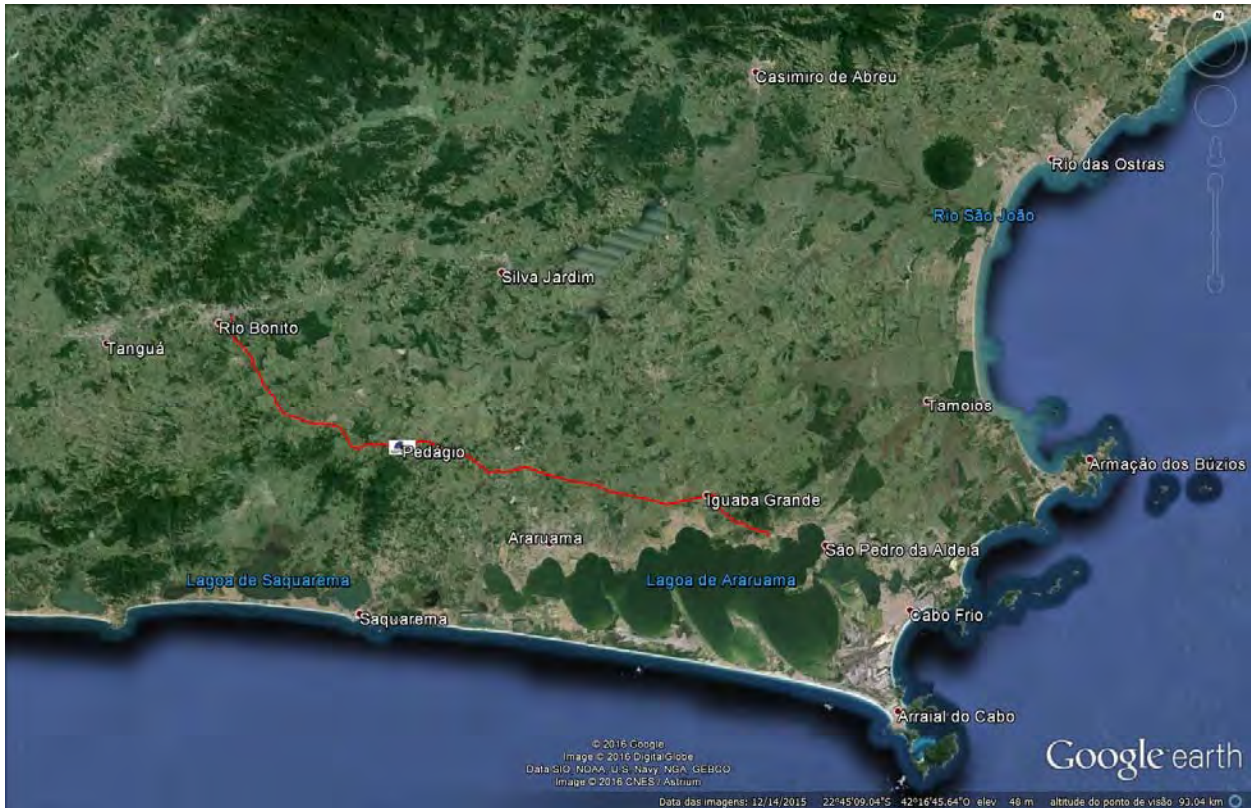 N
Casimiro de Abreu
Rio das Ostras
Rio São João
Silva Jardim
Rio Bonito
Tanguá
Tamoios
Pedágio
Armação dos Búzios
Iguaba Grande
Araruama
São Pedro da Aldeia
Lagoa de Saquarema
Lagoa de Araruama
Saquarema
Cabo Frio
Arraial do Cabo
© 2016 Google
Image © 2016 DigitalGlobe
Data SIO, NOAA, U.S. Navy, NGA, GEBCO
Image © 2016 CNES / Astrium
Google earth
Data das imagens: 12/14/2015 22°45'09.04"S 42°16'45.64"O elev 48 m altitude do ponto de visão 93.04 km